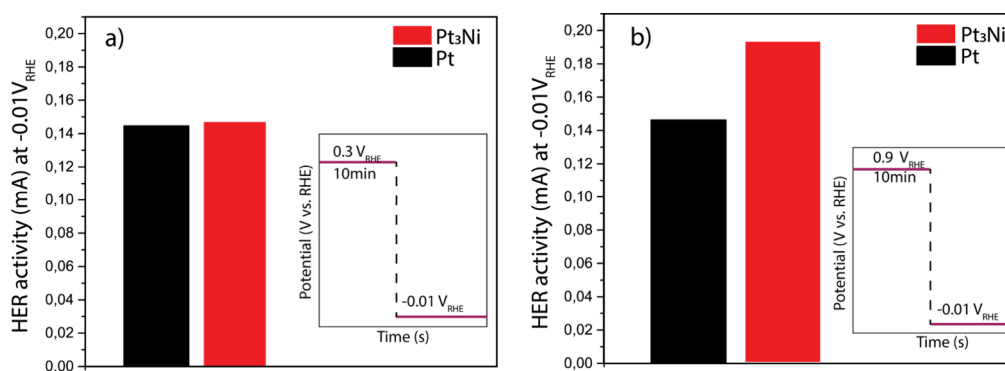 a)
Pt₃Ni
Pt
HER activity (mA) at -0.01V_RHE
0,20
0,18
0,16
0,14
0,12
0,10
0,08
0,06
0,04
0,02
0,00
0.3 V_RHE
10min
-0.01 V_RHE
Potential (V vs. RHE)
Time (s)
b)
Pt₃Ni
Pt
HER activity (mA) at -0.01V_RHE
0,20
0,18
0,16
0,14
0,12
0,10
0,08
0,06
0,04
0,02
0,00
0.9 V_RHE
10min
-0.01 V_RHE
Potential (V vs. RHE)
Time (s)